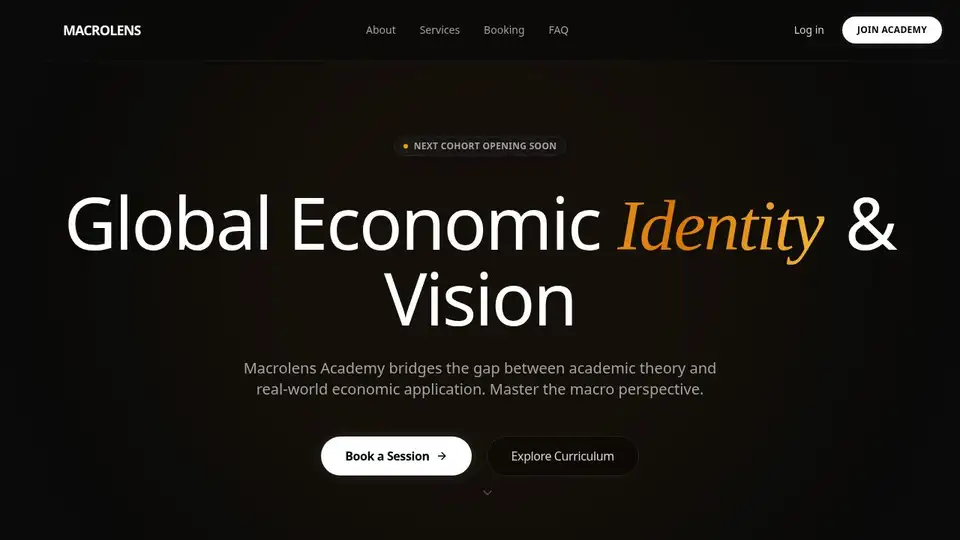 MACROLENS
About
Services
Booking
FAQ
Log in
JOIN ACADEMY
NEXT COHORT OPENING SOON
Global Economic Identity &
Vision
Macrolens Academy bridges the gap between academic theory and
real-world economic application. Master the macro perspective.
Book a Session →
Explore Curriculum